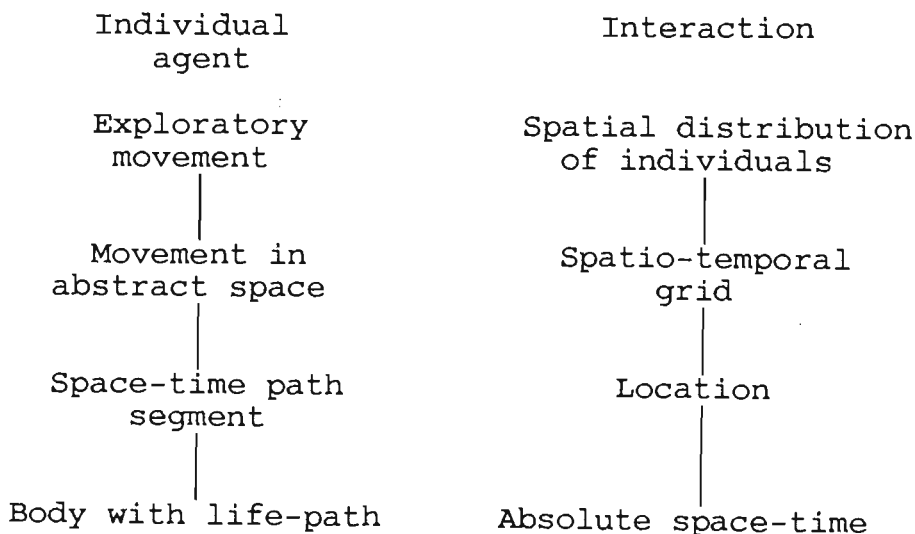 Individual
agent
Exploratory
movement
Movement in
abstract space
Space-time path
segment
Body with life-path
Interaction
Spatial distribution
of individuals
Spatio-temporal
grid
Location
Absolute space-time